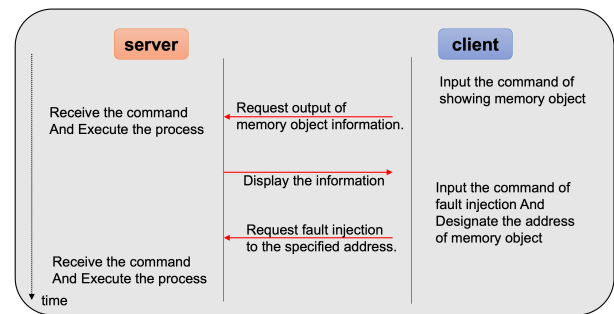 server
client
Input the command of
showing memory object
Receive the command
And Execute the process
Request output of
memory object information.
Display the information
Input the command of
fault injection And
Designate the address
of memory object
Request fault injection
to the specified address.
Receive the command
And Execute the process
time